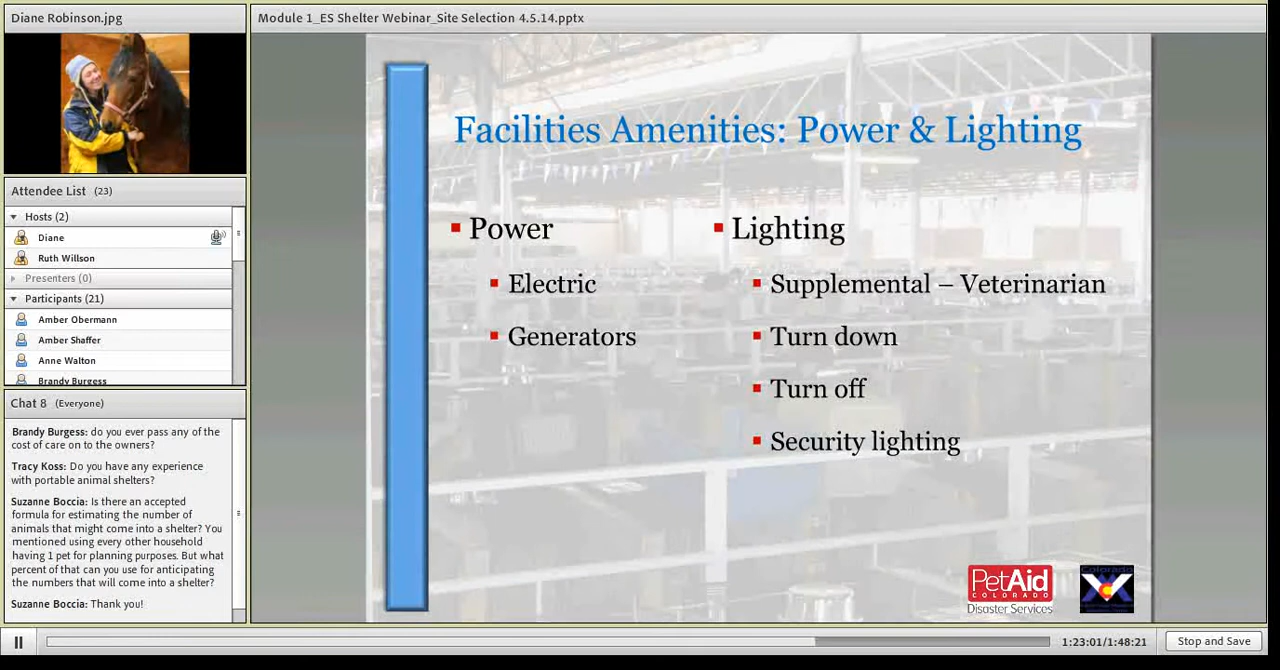 Diane Robinson.jpg
Module 1_ES Shelter Webinar_Site Selection 4.5.14.pptx
Attendee List (23)
Hosts (2)
Diane
Ruth Willson
Presenters (0)
Participants (21)
Amber Obermann
Amber Shaffer
Anne Walton
Brandy Burgess
Chat 8 (Everyone)
Brandy Burgess: do you ever pass any of the
cost of care on to the owners?
Tracy Koss: Do you have any experience
with portable animal shelters?
Suzanne Boccia: Is there an accepted
formula for estimating the number of
animals that might come into a shelter? You
mentioned using every other household
having 1 pet for planning purposes. But what
percent of that can you use for anticipating
the numbers that will come into a shelter?
Suzanne Boccia: Thank you!
Facilities Amenities: Power & Lighting
Power
Electric
Generators
Lighting
Supplemental – Veterinarian
Turn down
Turn off
Security lighting
PetAid
COLORADO
Disaster Services
Colorado
1:23:01/1:48:21
Stop and Save